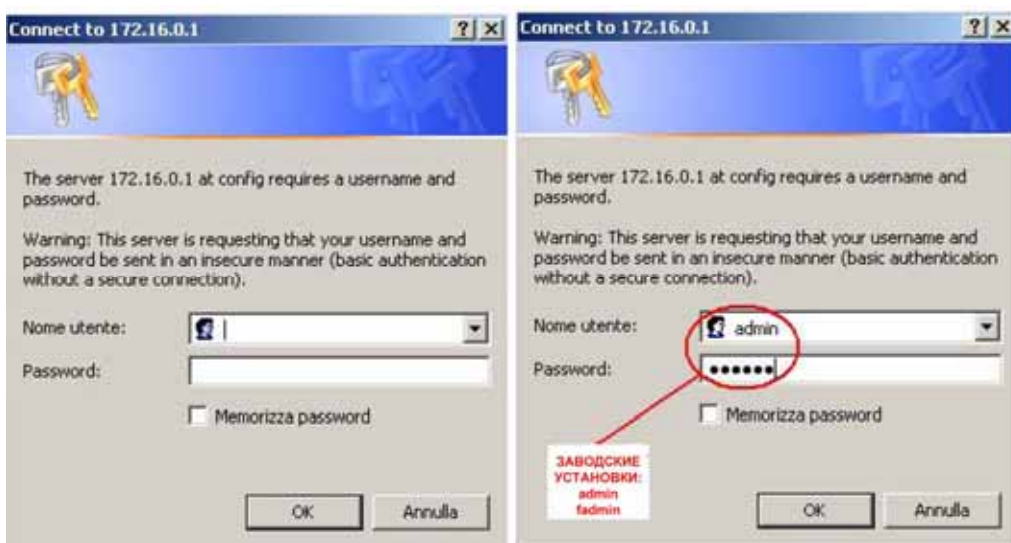 Connect to 172.16.0.1
The server 172.16.0.1 at config requires a username and
password.
Warning: This server is requesting that your username and
password be sent in an insecure manner (basic authentication
without a secure connection).
Nome utente:
Password:
Memorizza password
OK
Annulla
Connect to 172.16.0.1
The server 172.16.0.1 at config requires a username and
password.
Warning: This server is requesting that your username and
password be sent in an insecure manner (basic authentication
without a secure connection).
Nome utente:
admin
Password:
••••••
Memorizza password
ЗАВОДСКИЕ
УСТАНОВКИ:
admin
fadmin
OK
Annulla